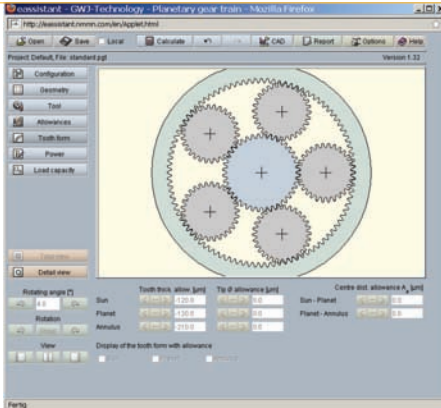 eassistant - GWJ-Technology - Planetary gear train - Mozilla Firefox
http://eassistant.nmmn.com/en/Applet.html
Open Save Local Calculate CAD Report Options Help
Project: Default, File: standard.pgt Version 1.32
Configuration
Geometry
Tool
Allowances
Tooth form
Power
Load capacity
Detail view
Rotating angle [°] Tooth thick. allow. [µm] Tip Ø allowance [µm] Centre dist. allowance A [µm]
4.0 Sun -120.0 0.0 Sun - Planet 0.0
Rotation Planet -130.0 0.0 Planet - Annulus 0.0
Annulus -210.0 0.0
View Display of the tooth form with allowance
Fertig